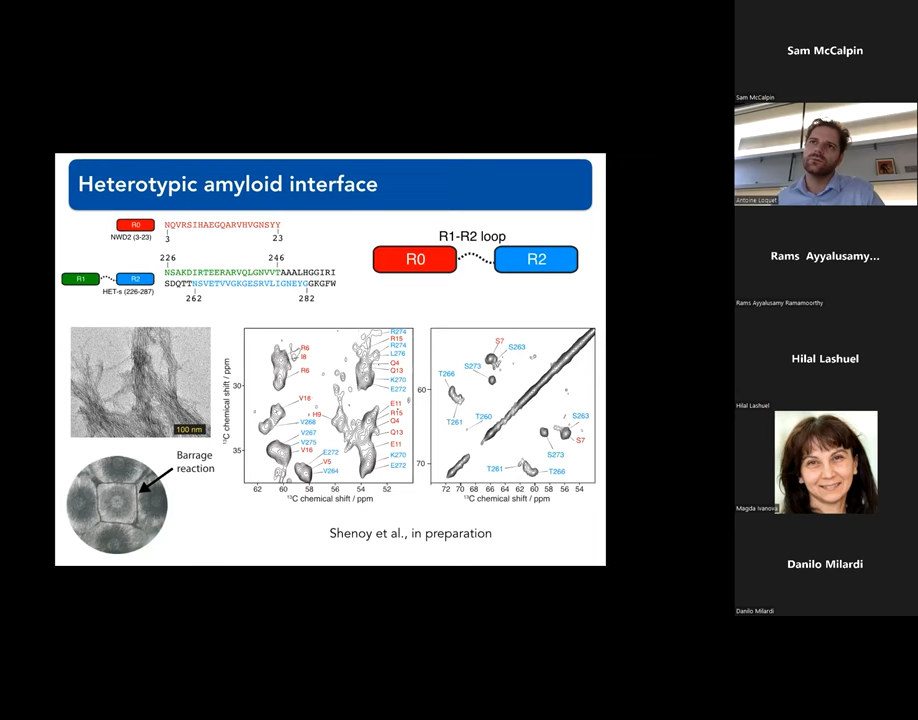 Heterotypic amyloid interface
R0
NWD2 (3-23)
NQVRSIHAEGQARVHVGNSYY
3
23
226
246
NSAKDIRTEERARVQLGNVVTAAALHGGIRI
SDQTTNSVETVVGKGESRVLIGNEYGGKGFW
262
282
R1
R2
HET-s (226-287)
R1-R2 loop
R0
R2
100 nm
Barrage
reaction
13C chemical shift / ppm
30
35
R6
I8
R6
V18
H9
V268
V267
V275
V16
E272
V5
V264
R274
R15
R274
L276
Q4
Q13
K270
E272
E11
R15
Q4
Q13
E11
K270
E272
62 60 58 56 54 52
13C chemical shift / ppm
60
70
S7
S263
S273
T266
T261
T260
S263
S7
S273
T261
T266
72 70 68 66 64 62 60 58 56 54
13C chemical shift / ppm
Shenoy et al., in preparation
Sam McCalpin
Sam McCalpin
Antoine Loquet
Rams Ayyalusamy...
Rams Ayyalusamy Ramamoorthy
Hilal Lashuel
Hilal Lashuel
Magda Ivanova
Danilo Milardi
Danilo Milardi